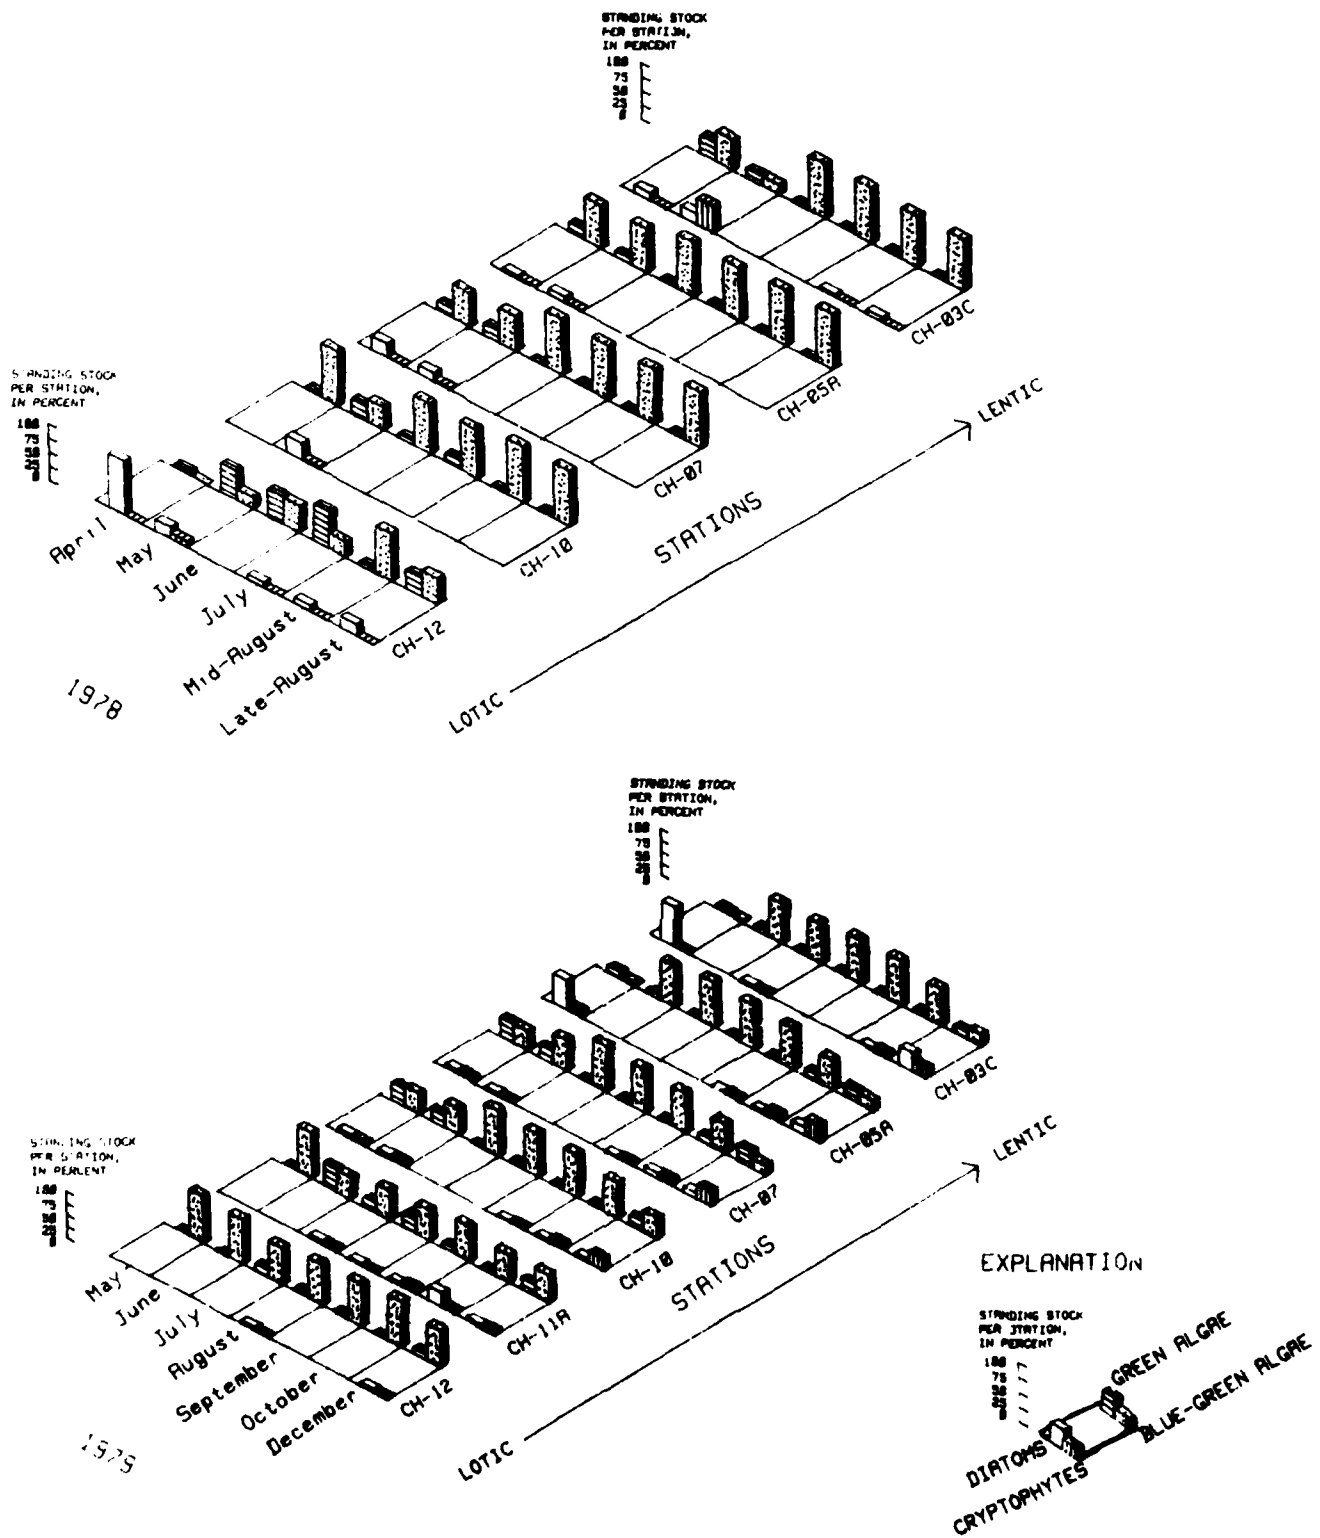 STANDING STOCK
PER STATION,
IN PERCENT
100
75
50
25
0
STANDING STOCK
PER STATION,
IN PERCENT
100
75
50
25
0
CH-03C
CH-05A
CH-07
CH-10
CH-12
LENTIC
STATIONS
LOTIC
April
May
June
July
Mid-August
Late-August
1978
STANDING STOCK
PER STATION,
IN PERCENT
100
75
50
25
0
STANDING STOCK
PER STATION,
IN PERCENT
100
75
50
25
0
CH-03C
CH-05A
CH-07
CH-10
CH-11A
CH-12
LENTIC
STATIONS
LOTIC
May
June
July
August
September
October
December
1979
EXPLANATION
STANDING STOCK
PER STATION,
IN PERCENT
100
75
50
25
0
GREEN ALGAE
BLUE-GREEN ALGAE
DIATOMS
CRYPTOPHYTES